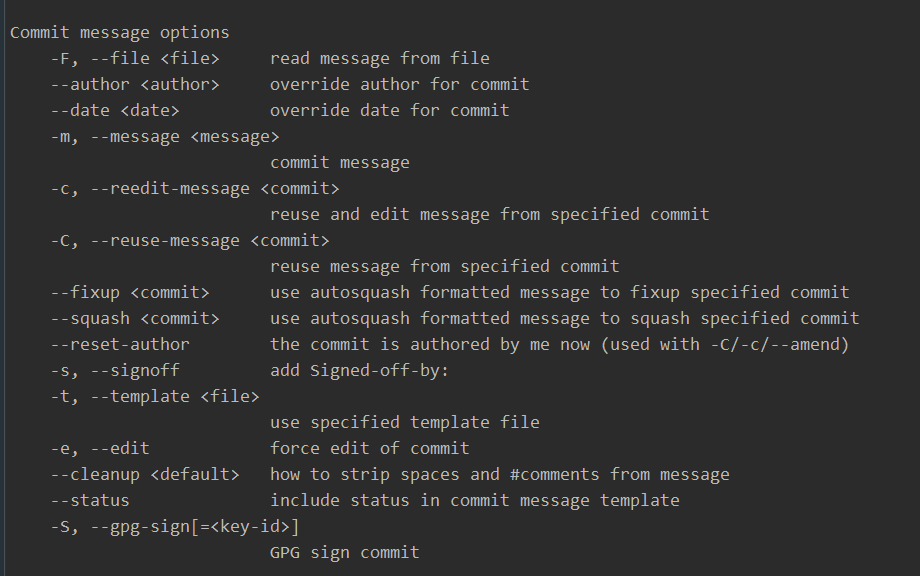 Commit message options
    -F, --file <file>     read message from file
    --author <author>     override author for commit
    --date <date>         override date for commit
    -m, --message <message>
                          commit message
    -c, --reedit-message <commit>
                          reuse and edit message from specified commit
    -C, --reuse-message <commit>
                          reuse message from specified commit
    --fixup <commit>      use autosquash formatted message to fixup specified commit
    --squash <commit>     use autosquash formatted message to squash specified commit
    --reset-author        the commit is authored by me now (used with -C/-c/--amend)
    -s, --signoff         add Signed-off-by:
    -t, --template <file>
                          use specified template file
    -e, --edit            force edit of commit
    --cleanup <default>   how to strip spaces and #comments from message
    --status              include status in commit message template
    -S, --gpg-sign[=<key-id>]
                          GPG sign commit